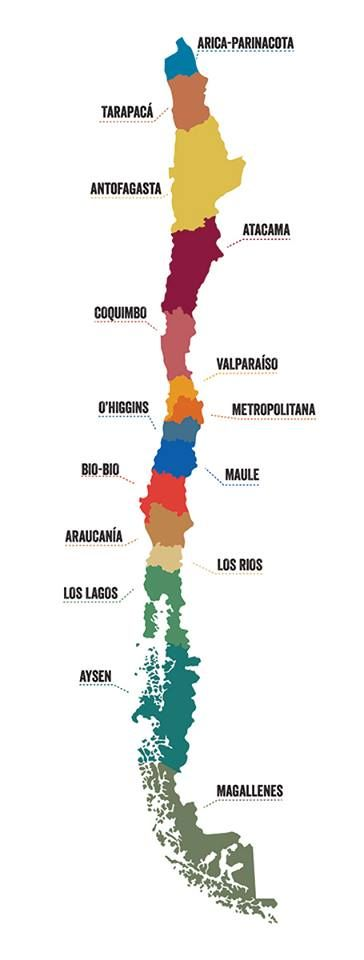 ARICA-PARINACOTA
TARAPACÁ
ANTOFAGASTA
ATACAMA
COQUIMBO
VALPARAÍSO
O'HIGGINS
METROPOLITANA
BIO-BIO
MAULE
ARAUCANÍA
LOS RIOS
LOS LAGOS
AYSEN
MAGALLENES